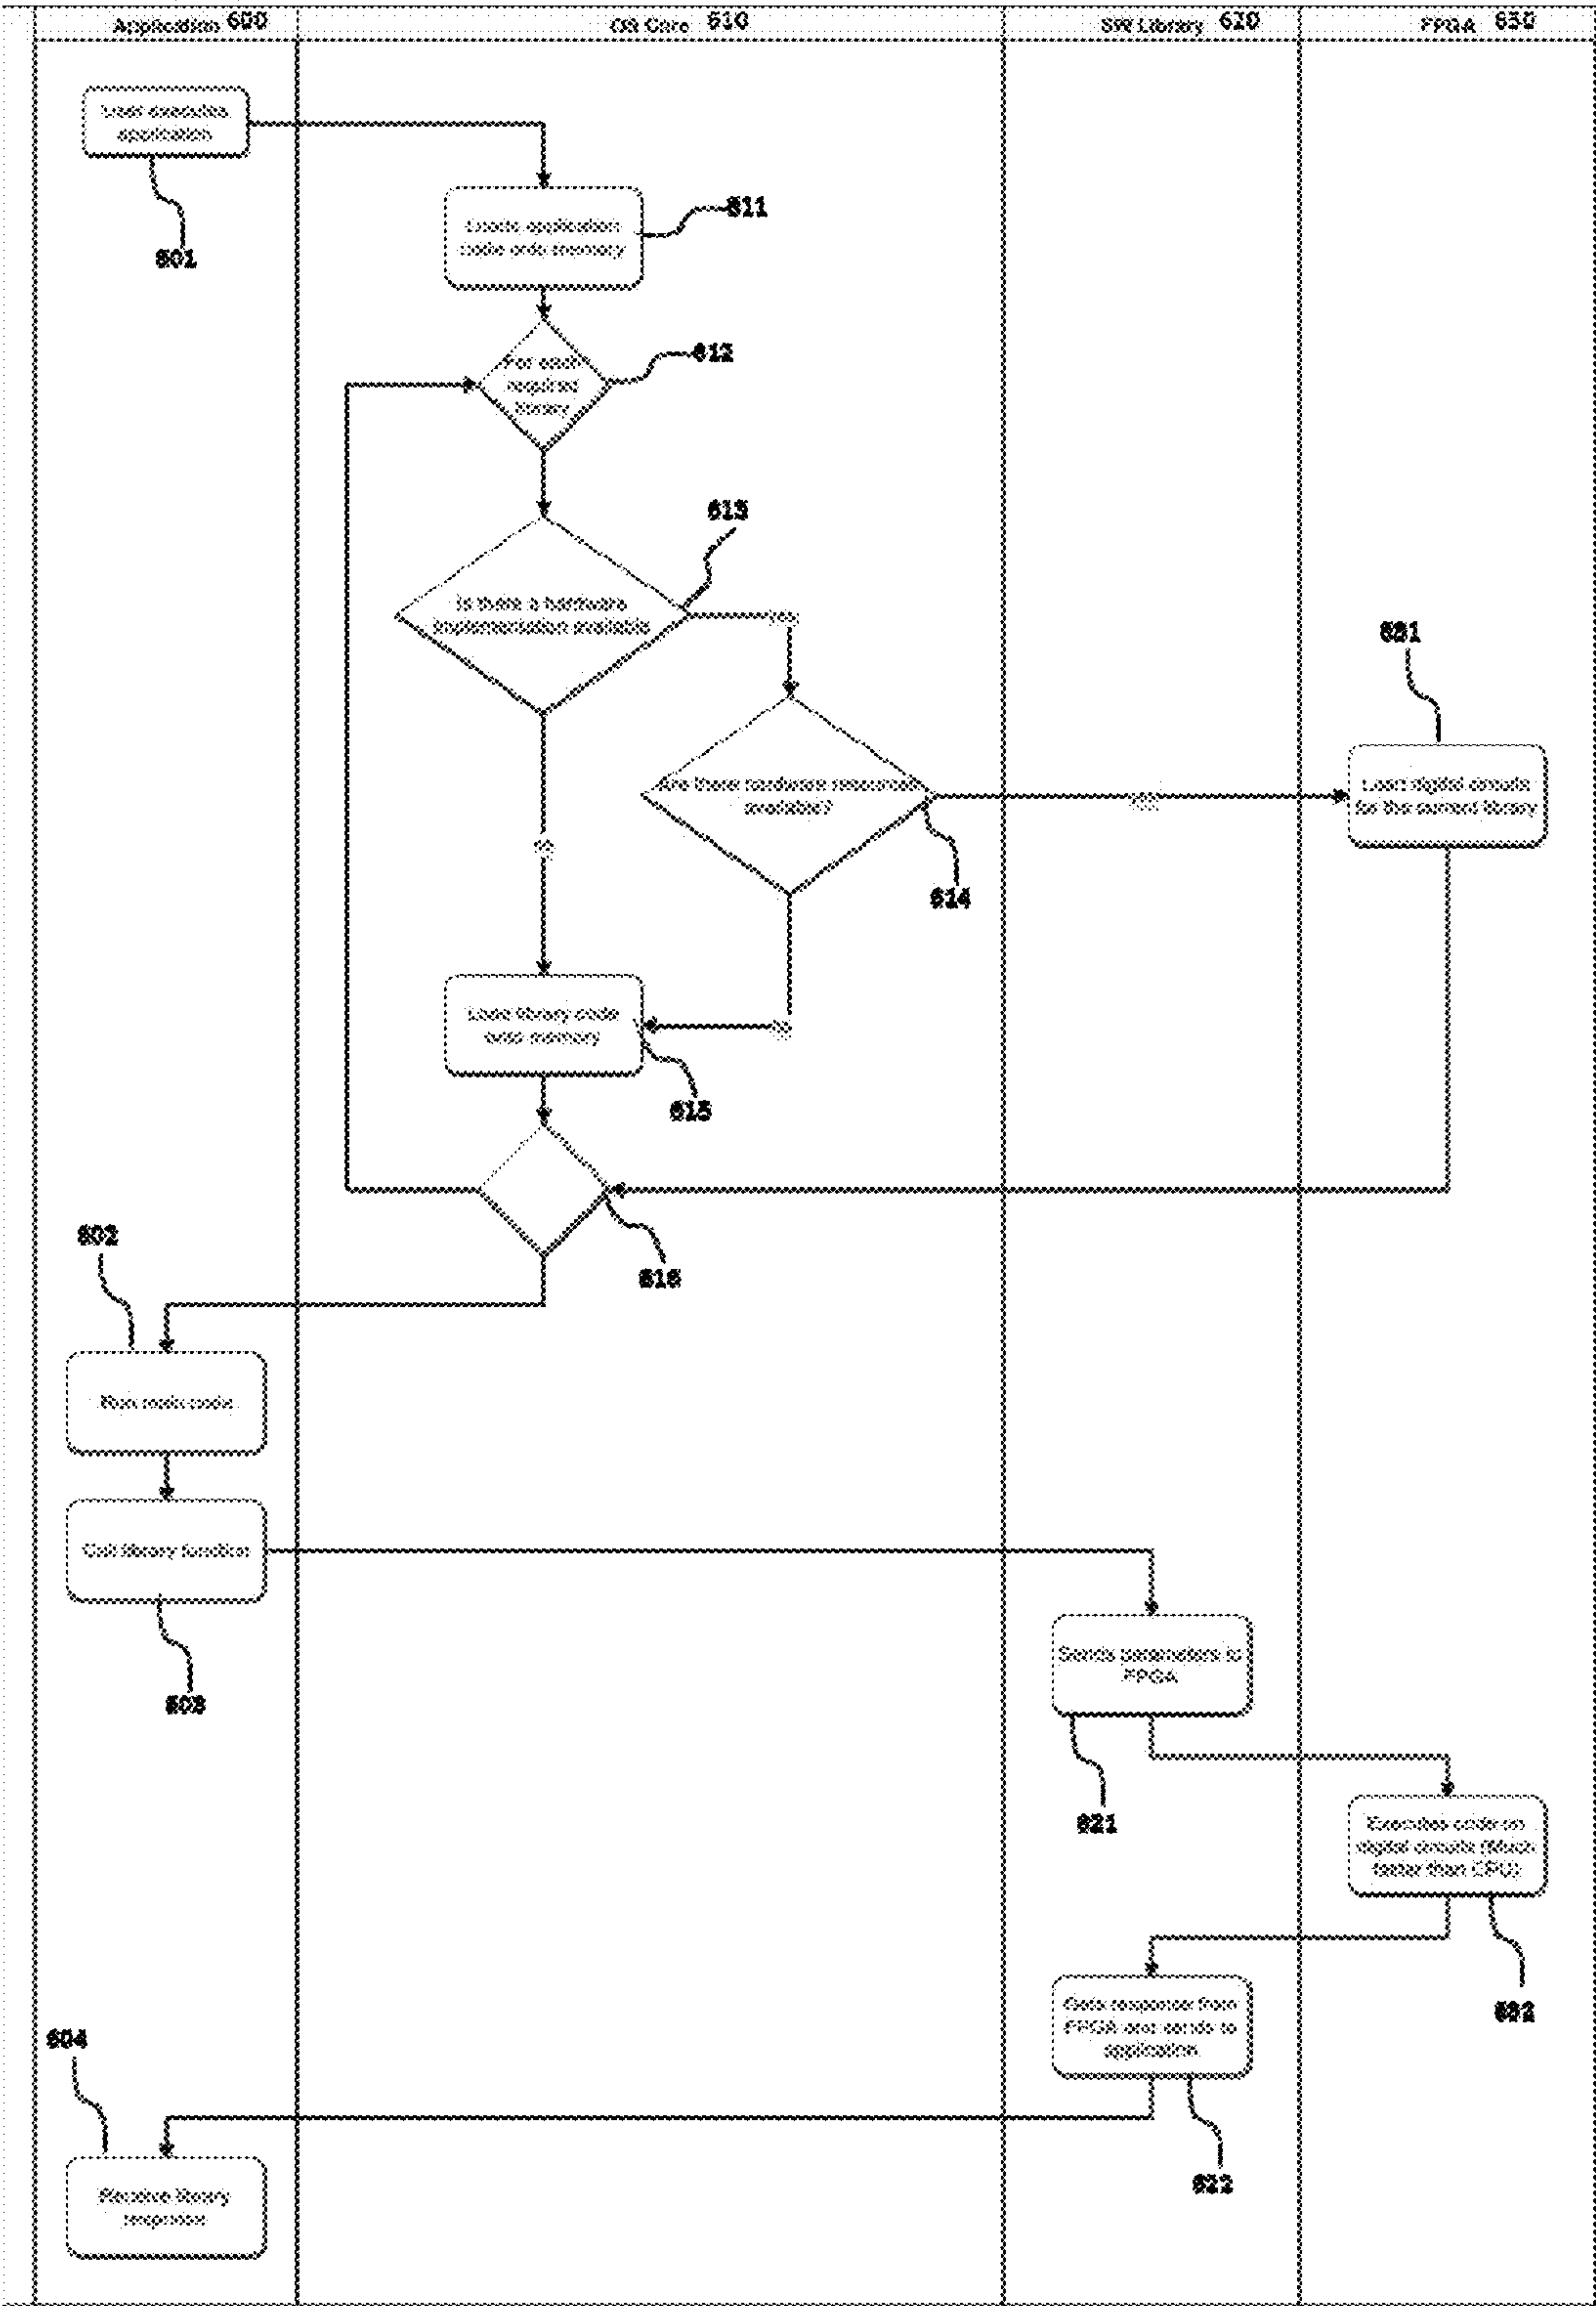 Application 600
Core 610
SW Library 620
FPGA 630
User executes
application
601
Loads application
code onto memory
611
For each
required
library
612
Is there a hardware
implementation available
613
Yes
Are there hardware resources
available?
614
Yes
631
Load digital circuits
for the current library
No
No
Load library code
onto memory
615
616
602
Run main code
Call library function
603
Sends parameters to
FPGA
621
Executes code on
digital circuits (Much
faster than CPU)
632
Gets response from
FPGA and sends to
application
622
604
Receive library
response